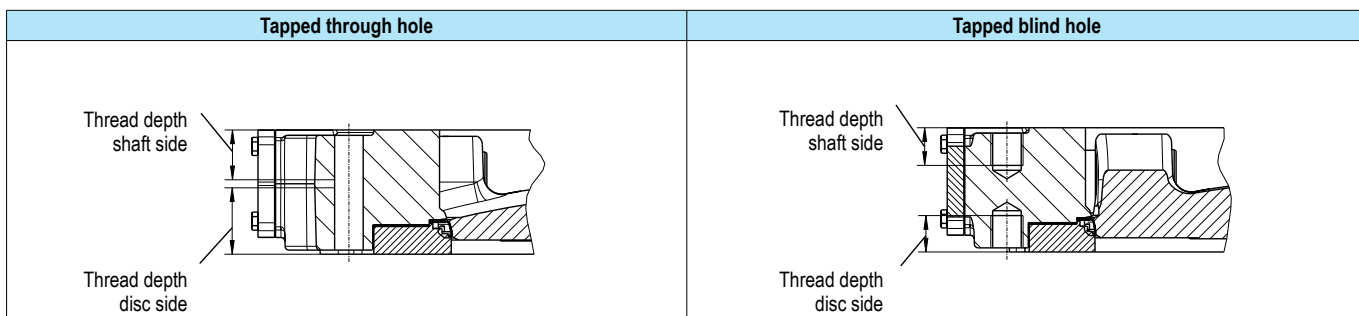 Tapped through hole
Tapped blind hole
Thread depth
shaft side
Thread depth
disc side
Thread depth
shaft side
Thread depth
disc side